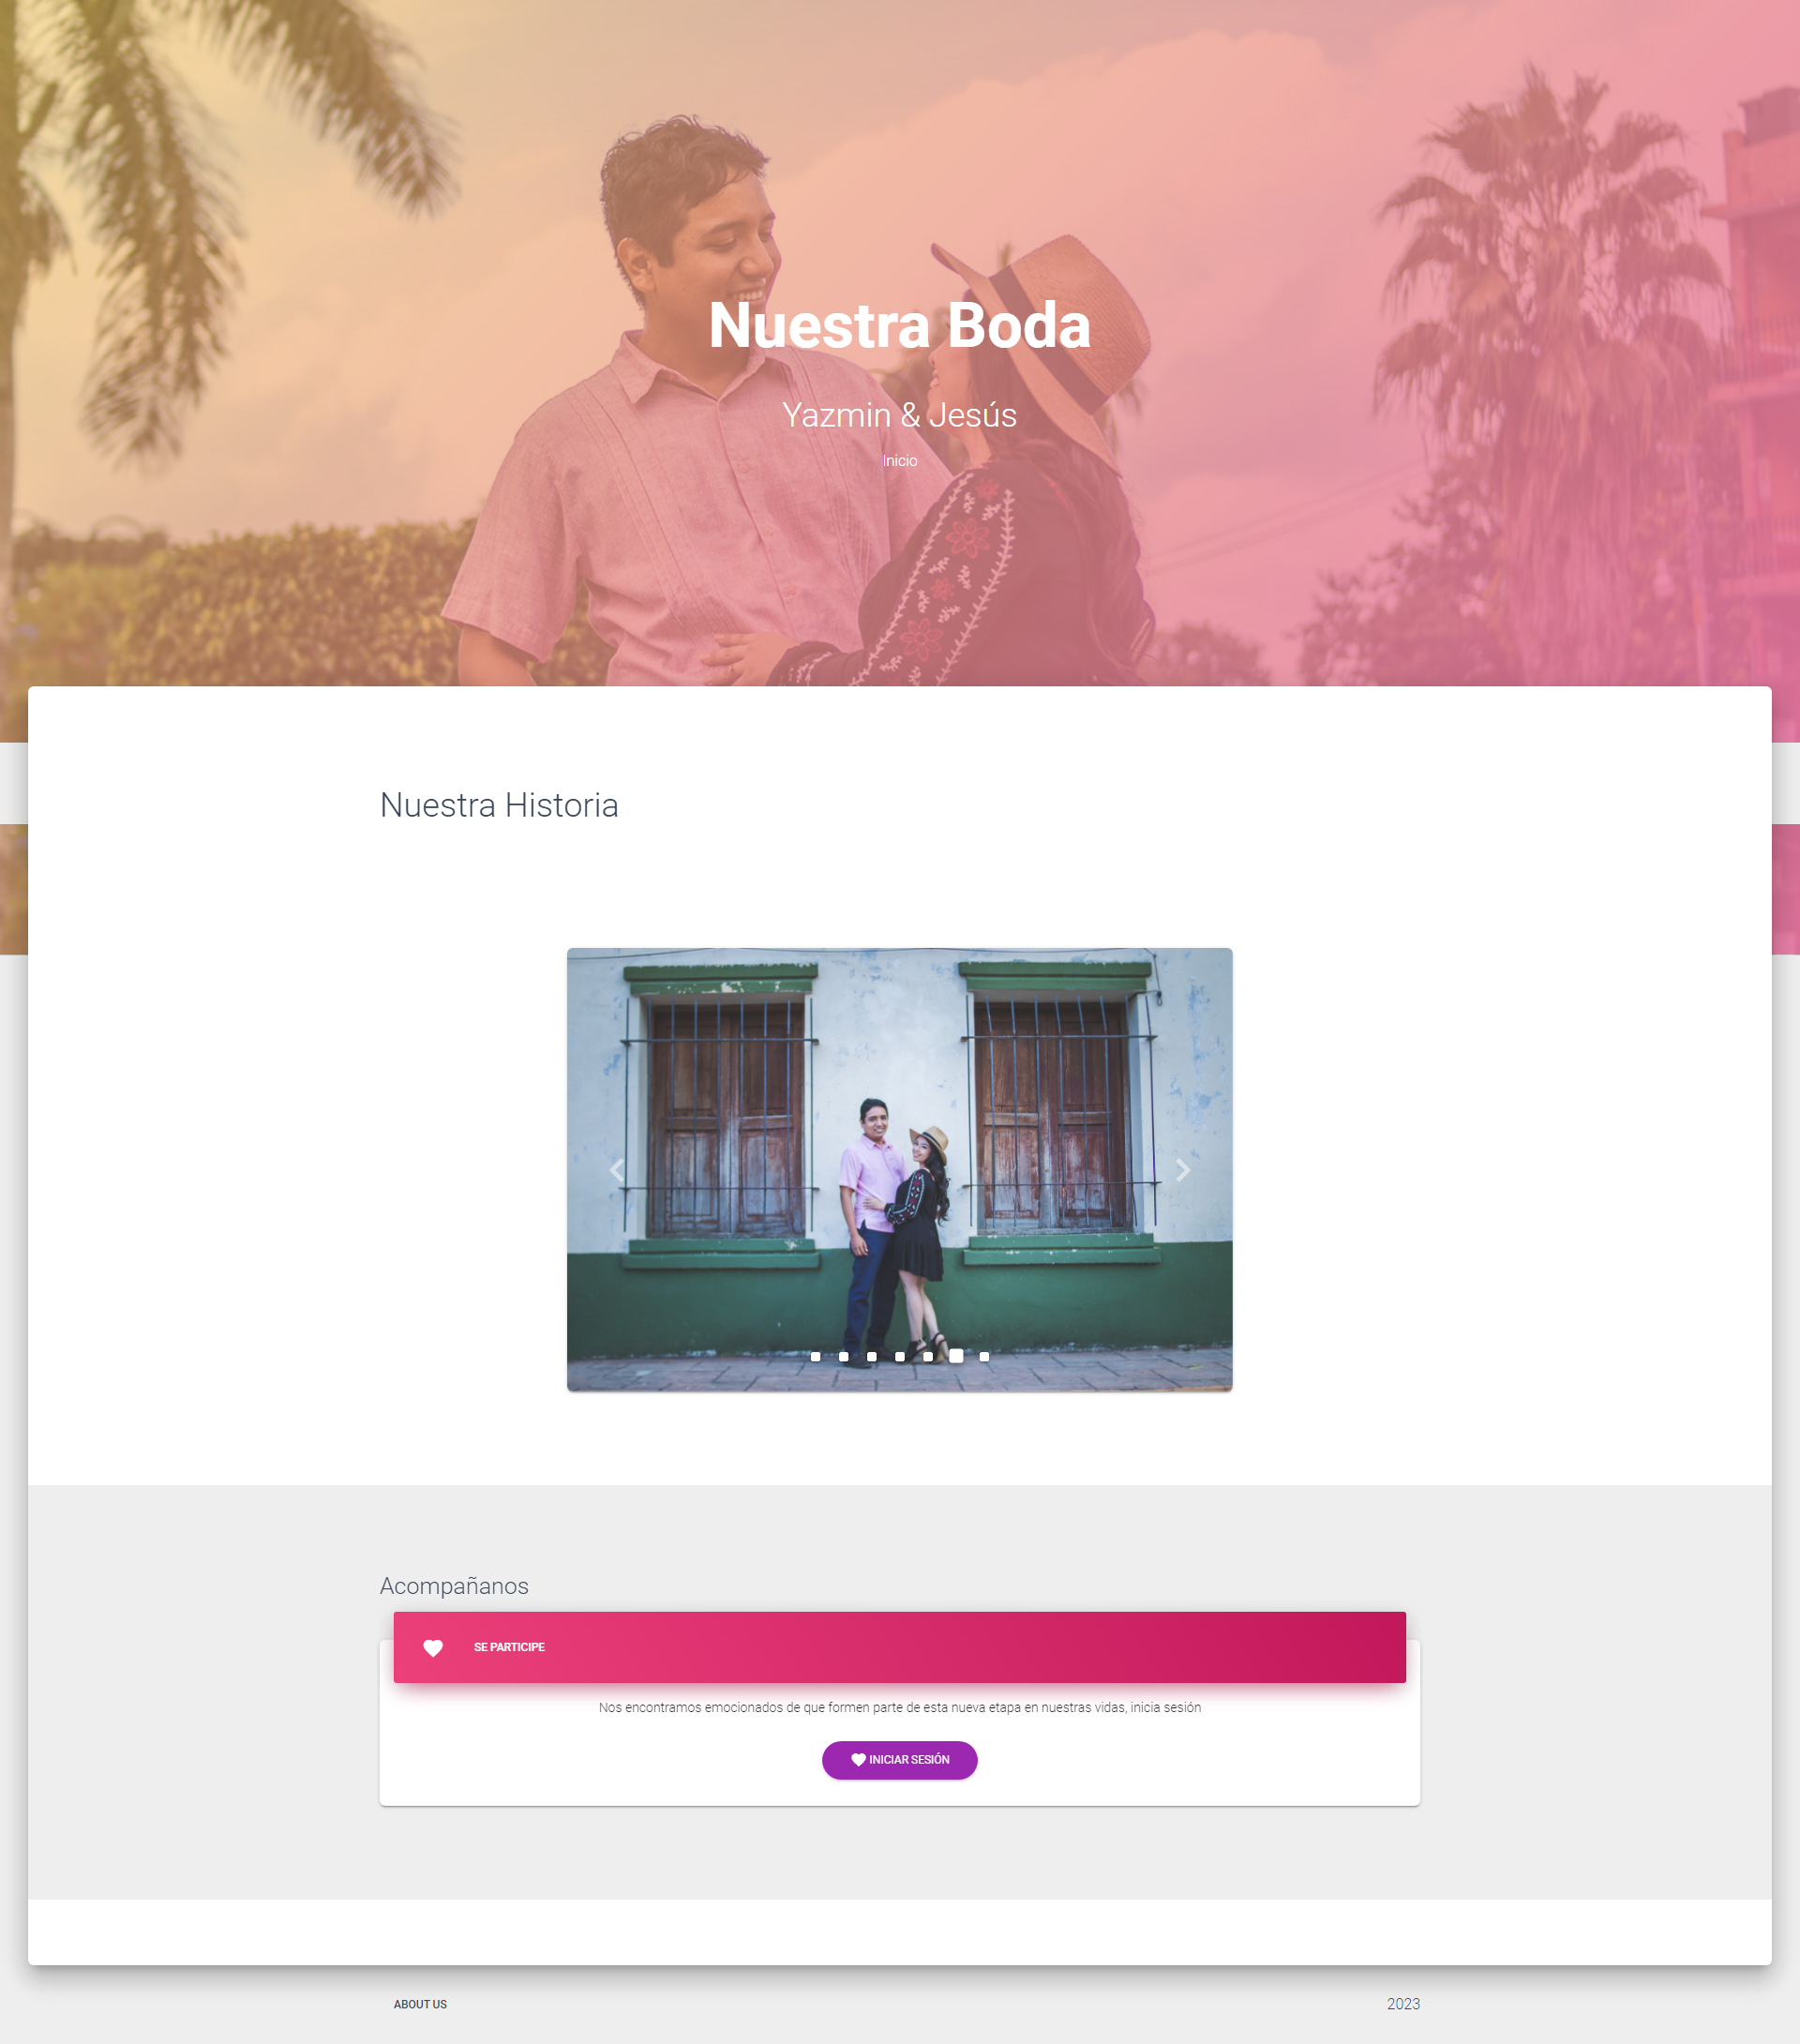 Nuestra Boda
Yazmin & Jesús
Inicio
Nuestra Historia
Acompañanos
SE PARTICIPE
Nos encontramos emocionados de que formen parte de esta nueva etapa en nuestras vidas, inicia sesión
INICIAR SESIÓN
ABOUT US
2023